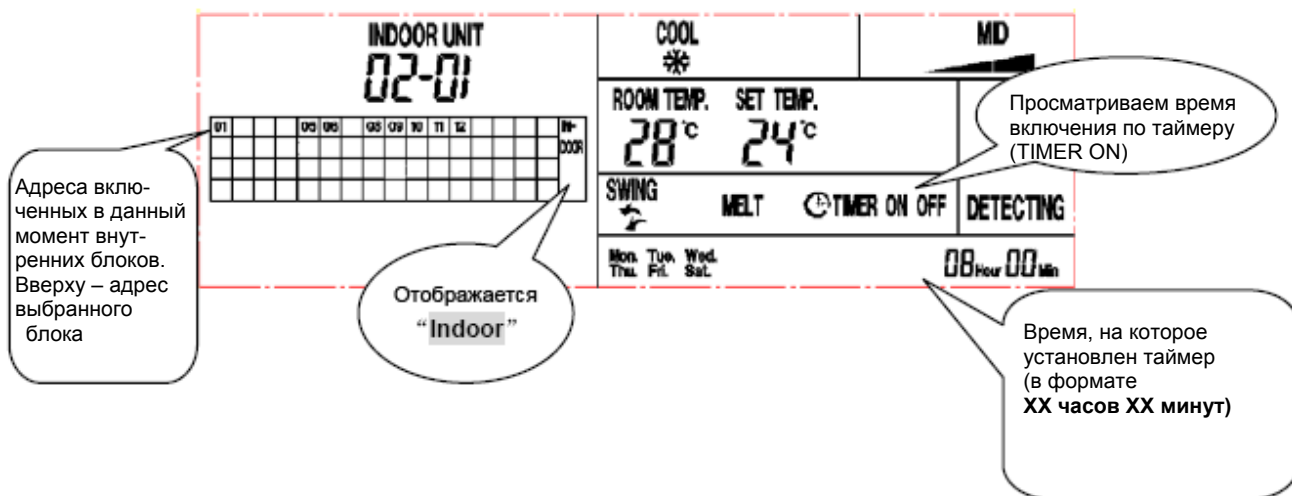 INDOOR UNIT
02-01
01 05 06 08 09 10 11 12 IN-
DOOR
COOL
MID
ROOM TEMP. SET TEMP.
28°C 24°C
SWING MELT TIMER ON OFF DETECTING
Mon. Tue. Wed.
Thu. Fri. Sat.
08 Hour 00 Min
Адреса вклю-
ченных в данный
момент внут-
ренних блоков.
Вверху – адрес
выбранного
блока
Отображается
“Indoor”
Просматриваем время
включения по таймеру
(TIMER ON)
Время, на которое
установлен таймер
(в формате
XX часов XX минут)